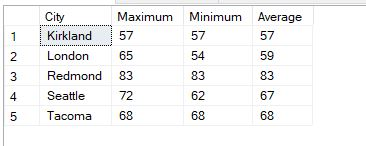 City Maximum Minimum Average
1 Kirkland 57 57 57
2 London 65 54 59
3 Redmond 83 83 83
4 Seattle 72 62 67
5 Tacoma 68 68 68